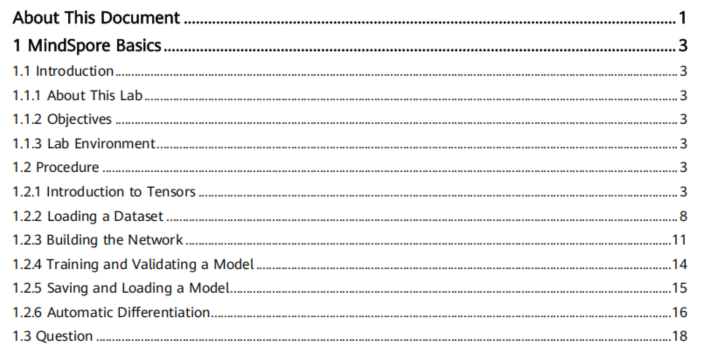 About This Document ........................................ 1
1 MindSpore Basics ........................................ 3
1.1 Introduction ........................................ 3
1.1.1 About This Lab ........................................ 3
1.1.2 Objectives ........................................ 3
1.1.3 Lab Environment ........................................ 3
1.2 Procedure ........................................ 3
1.2.1 Introduction to Tensors ........................................ 3
1.2.2 Loading a Dataset ........................................ 8
1.2.3 Building the Network ........................................ 11
1.2.4 Training and Validating a Model ........................................ 14
1.2.5 Saving and Loading a Model ........................................ 15
1.2.6 Automatic Differentiation ........................................ 16
1.3 Question ........................................ 18